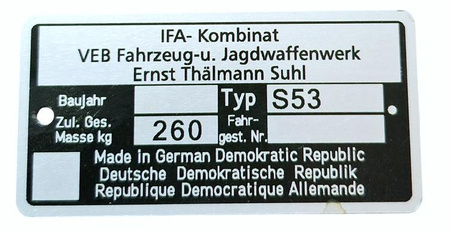 IFA- Kombinat
VEB Fahrzeug-u. Jagdwaffenwerk
Ernst Thälmann Suhl
Baujahr Typ S53
Zul. Ges. Fahr-
Masse kg 260 gest. Nr.
Made in German Demokratic Republic
Deutsche Demokratische Republik
Republique Democratique Allemande